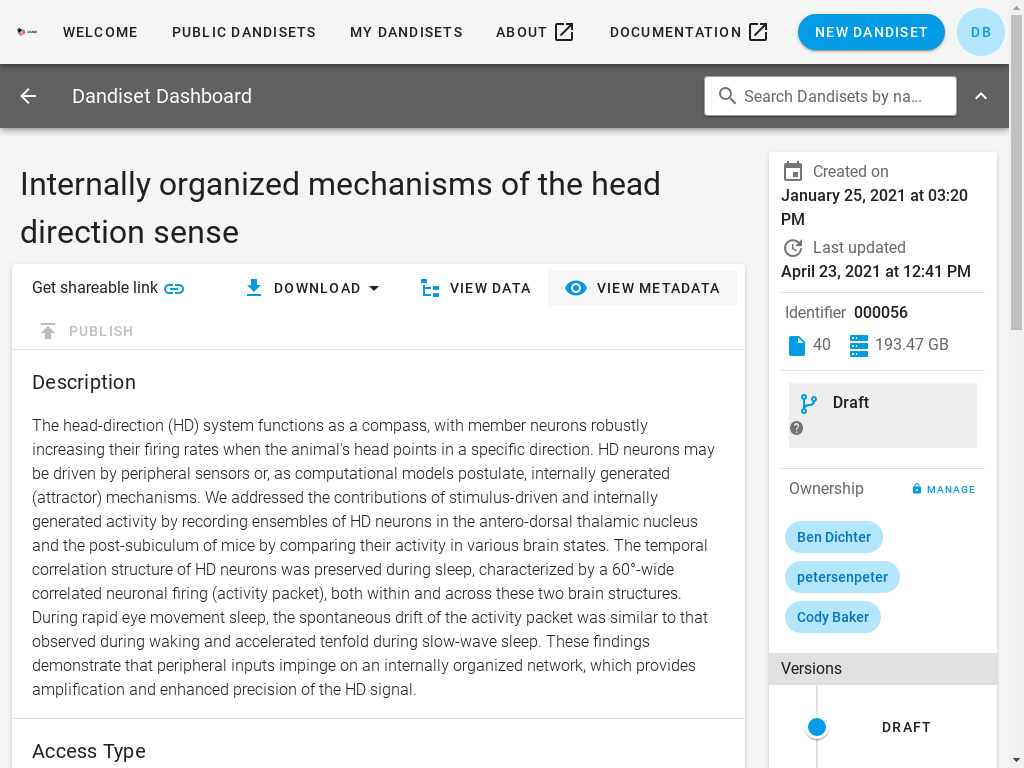 WELCOME PUBLIC DANDISETS MY DANDISETS ABOUT DOCUMENTATION NEW DANDISET DB
Dandiset Dashboard Search Dandisets by na...
Internally organized mechanisms of the head
direction sense
Get shareable link DOWNLOAD VIEW DATA VIEW METADATA
PUBLISH
Description
The head-direction (HD) system functions as a compass, with member neurons robustly
increasing their firing rates when the animal's head points in a specific direction. HD neurons may
be driven by peripheral sensors or, as computational models postulate, internally generated
(attractor) mechanisms. We addressed the contributions of stimulus-driven and internally
generated activity by recording ensembles of HD neurons in the antero-dorsal thalamic nucleus
and the post-subiculum of mice by comparing their activity in various brain states. The temporal
correlation structure of HD neurons was preserved during sleep, characterized by a 60°-wide
correlated neuronal firing (activity packet), both within and across these two brain structures.
During rapid eye movement sleep, the spontaneous drift of the activity packet was similar to that
observed during waking and accelerated tenfold during slow-wave sleep. These findings
demonstrate that peripheral inputs impinge on an internally organized network, which provides
amplification and enhanced precision of the HD signal.
Access Type
Created on
January 25, 2021 at 03:20
PM
Last updated
April 23, 2021 at 12:41 PM
Identifier 000056
40 193.47 GB
Draft
Ownership MANAGE
Ben Dichter
petersenpeter
Cody Baker
Versions
DRAFT